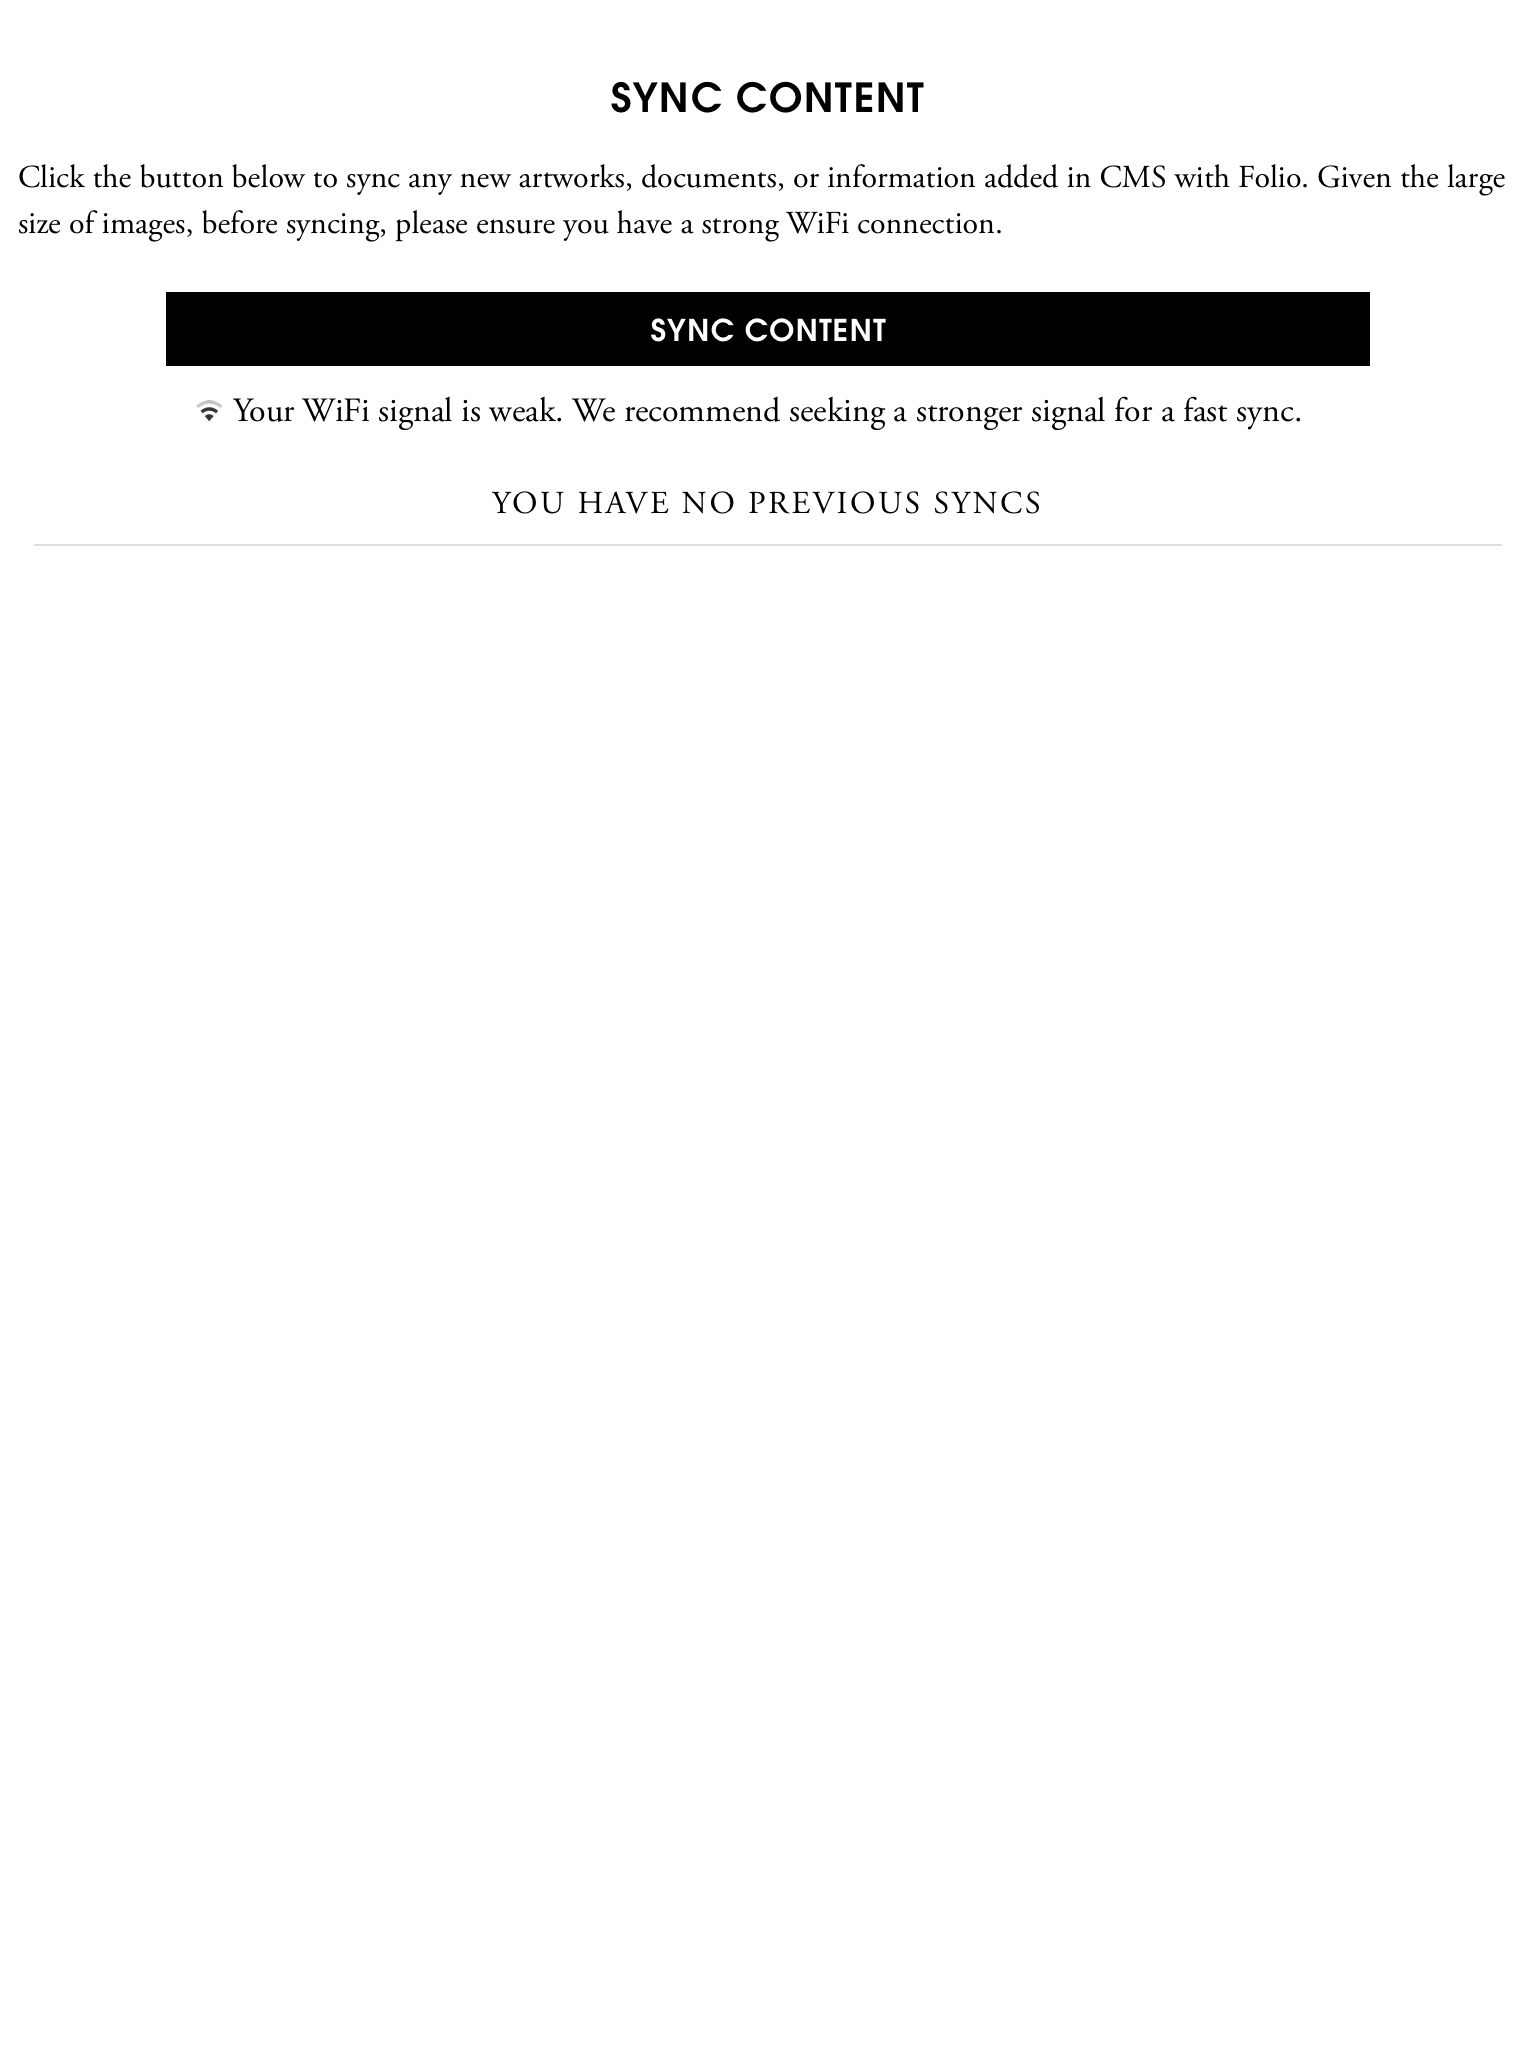 SYNC CONTENT
Click the button below to sync any new artworks, documents, or information added in CMS with Folio. Given the large
size of images, before syncing, please ensure you have a strong WiFi connection.
SYNC CONTENT
Your WiFi signal is weak. We recommend seeking a stronger signal for a fast sync.
YOU HAVE NO PREVIOUS SYNCS